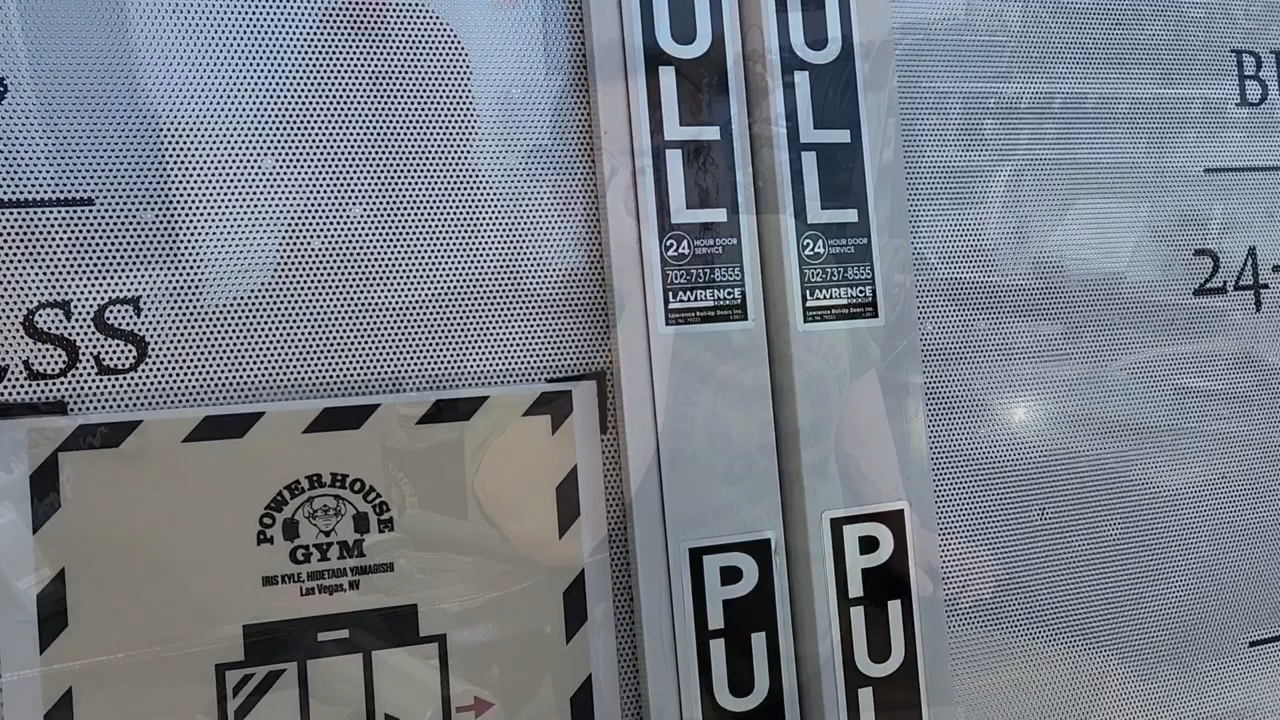 SS
POWERHOUSE
GYM
IRIS KYLE, HIDETADA YAMAGISHI
Las Vegas, NV
ULL
24 HOUR DOOR
SERVICE
702-737-8555
LAWRENCE
DOORS
Lawrence Roll-Up Doors Inc.
PU
ULL
24 HOUR DOOR
SERVICE
702-737-8555
LAWRENCE
DOORS
Lawrence Roll-Up Doors Inc.
PU
B
24